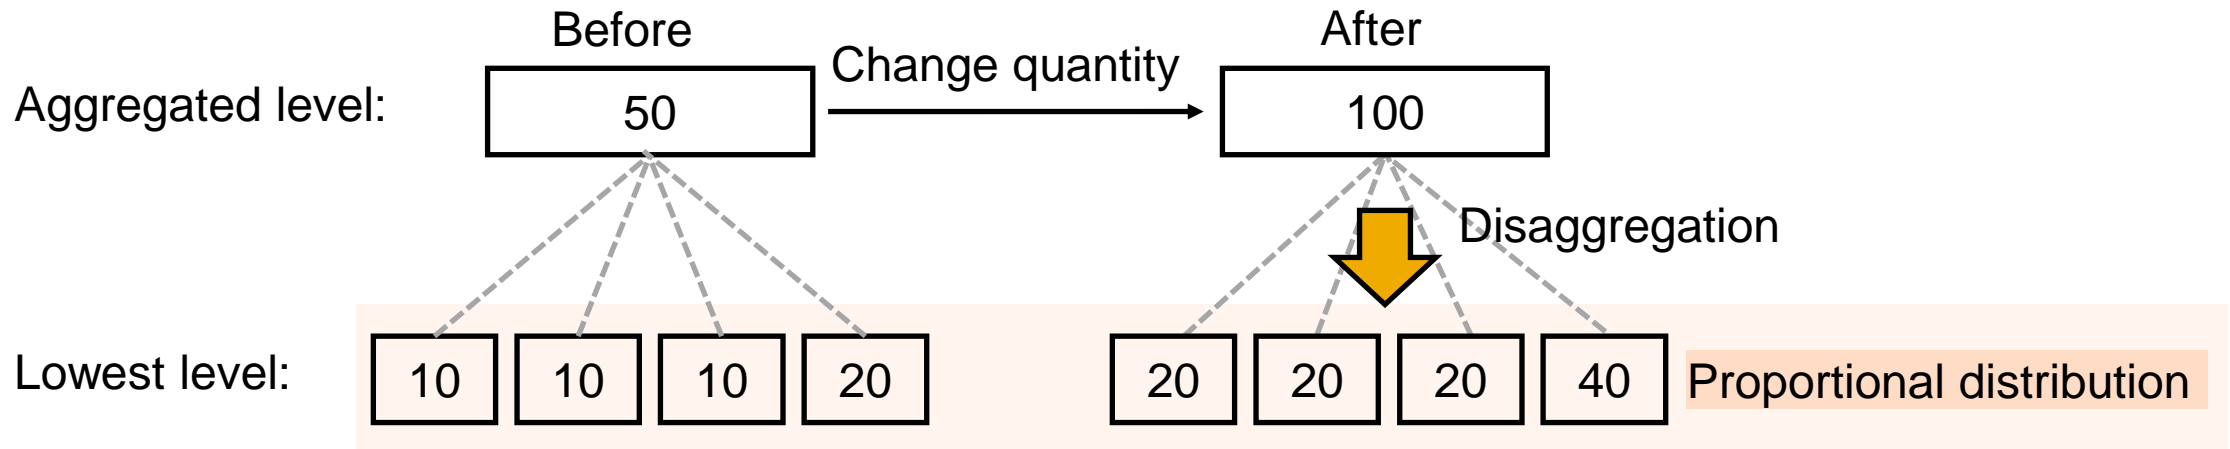 Before
After
Change quantity
Aggregated level:
50
100
Disaggregation
Lowest level:
10 10 10 20 20 20 20 40 Proportional distribution